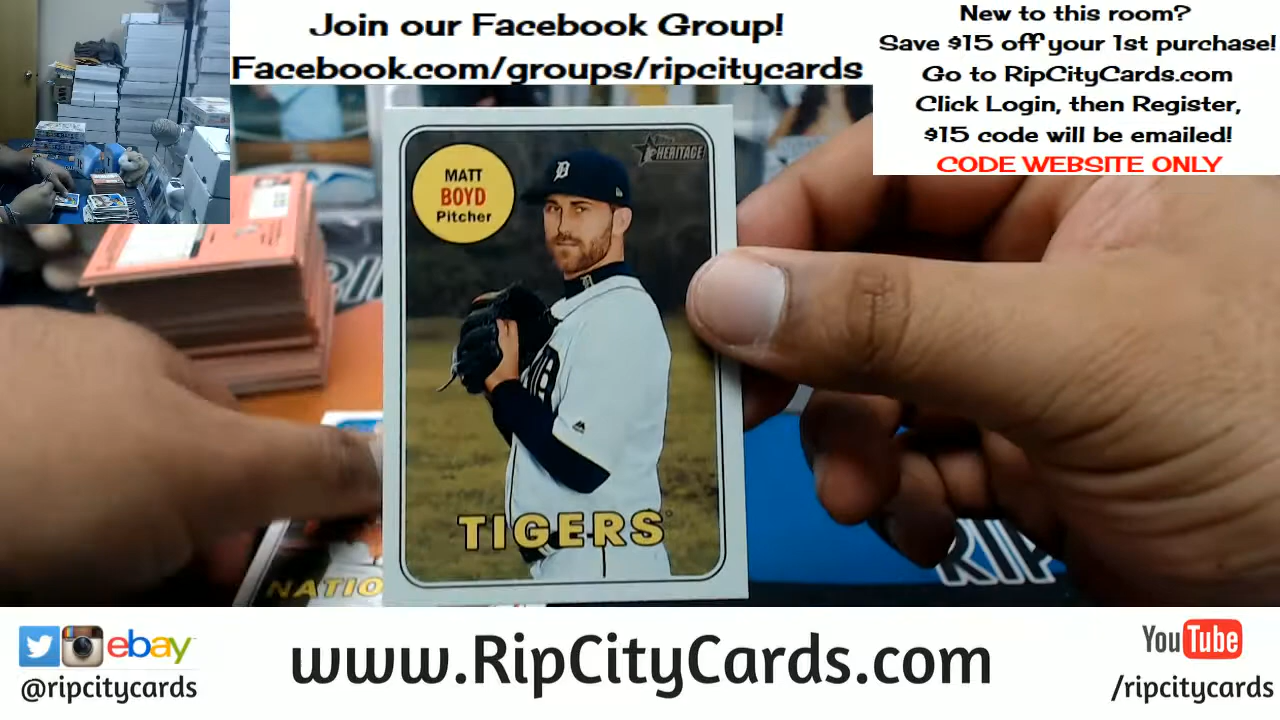 Join our Facebook Group!
Facebook.com/groups/ripcitycards
New to this room?
Save $15 off your 1st purchase!
Go to RipCityCards.com
Click Login, then Register,
$15 code will be emailed!
CODE WEBSITE ONLY
MATT
BOYD
Pitcher
HERITAGE
TIGERS
NATIO
RIP
ebay
@ripcitycards
www.RipCityCards.com
YouTube
/ripcitycards